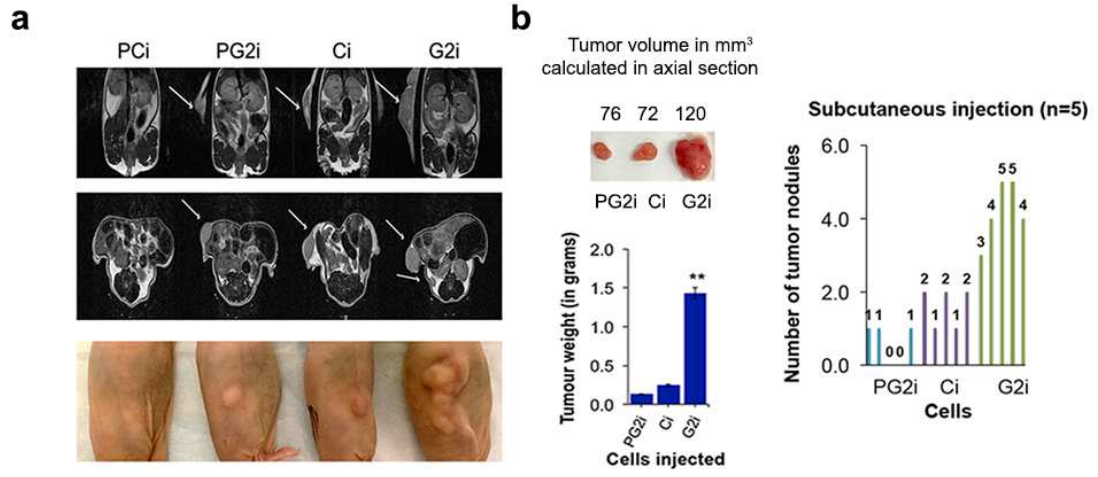 a
PCi PG2i Ci G2i
b
Tumor volume in mm³
calculated in axial section
76 72 120
PG2i Ci G2i
Tumour weight (in grams)
2.0
1.5
1.0
0.5
0.0
**
PG2i Ci G2i
Cells injected
Subcutaneous injection (n=5)
Number of tumor nodules
6.0
4.0
2.0
0.0
1 1 0 0 1 2 1 2 1 2 3 4 5 5 4
PG2i Ci G2i
Cells